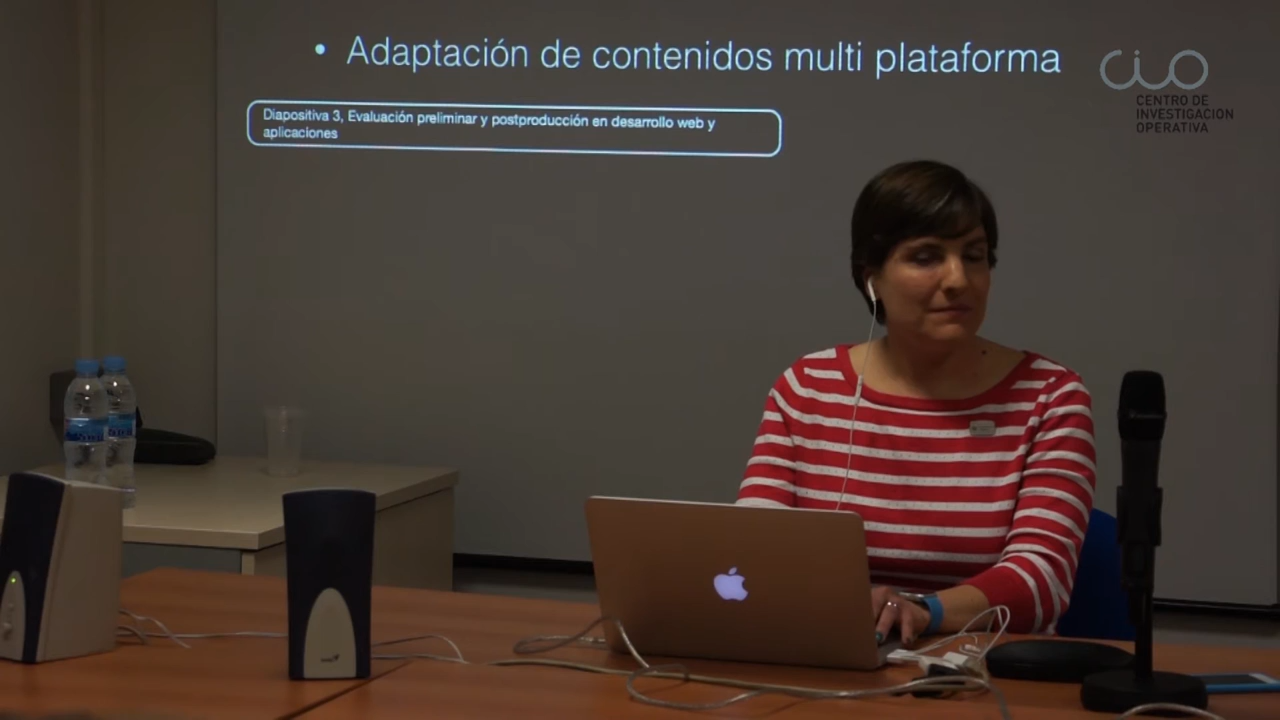 • Adaptación de contenidos multi plataforma
Diapositiva 3, Evaluación preliminar y postproducción en desarrollo web y
aplicaciones
CIO
CENTRO DE
INVESTIGACION
OPERATIVA